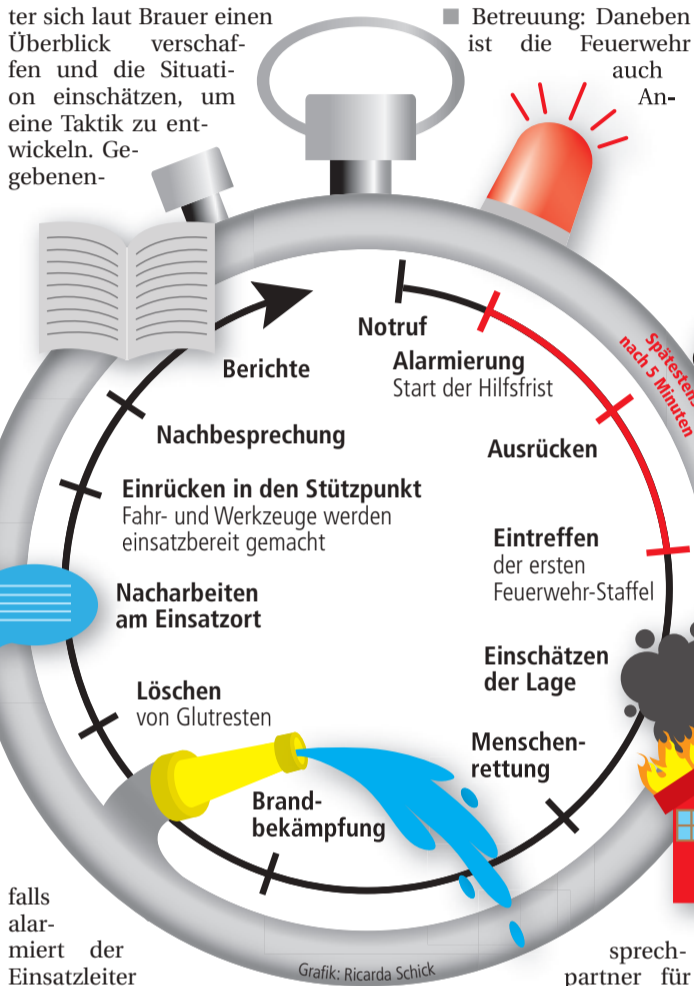 ter sich laut Brauer einen
Überblick verschaf-
fen und die Situati-
on einschätzen, um
eine Taktik zu ent-
wickeln. Ge-
gebenen-
falls
alar-
miert der
Einsatzleiter
■ Betreuung: Daneben
ist die Feuerwehr
auch
An-
sprech-
partner für
Notruf
Alarmierung
Start der Hilfsfrist
Spätestens
nach 5 Minuten
Ausrücken
Eintreffen
der ersten
Feuerwehr-Staffel
Einschätzen
der Lage
Menschen-
rettung
Brand-
bekämpfung
Löschen
von Glutresten
Nacharbeiten
am Einsatzort
Einrücken in den Stützpunkt
Fahr- und Werkzeuge werden
einsatzbereit gemacht
Nachbesprechung
Berichte
Grafik: Ricarda Schick